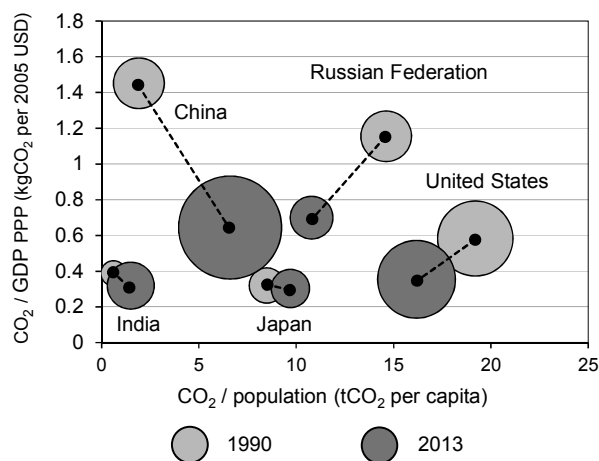 CO₂ / GDP PPP (kgCO₂ per 2005 USD)
1.8
1.6
1.4
1.2
1
0.8
0.6
0.4
0.2
0
Russian Federation
China
United States
India
Japan
0 5 10 15 20 25
CO₂ / population (tCO₂ per capita)
1990 2013